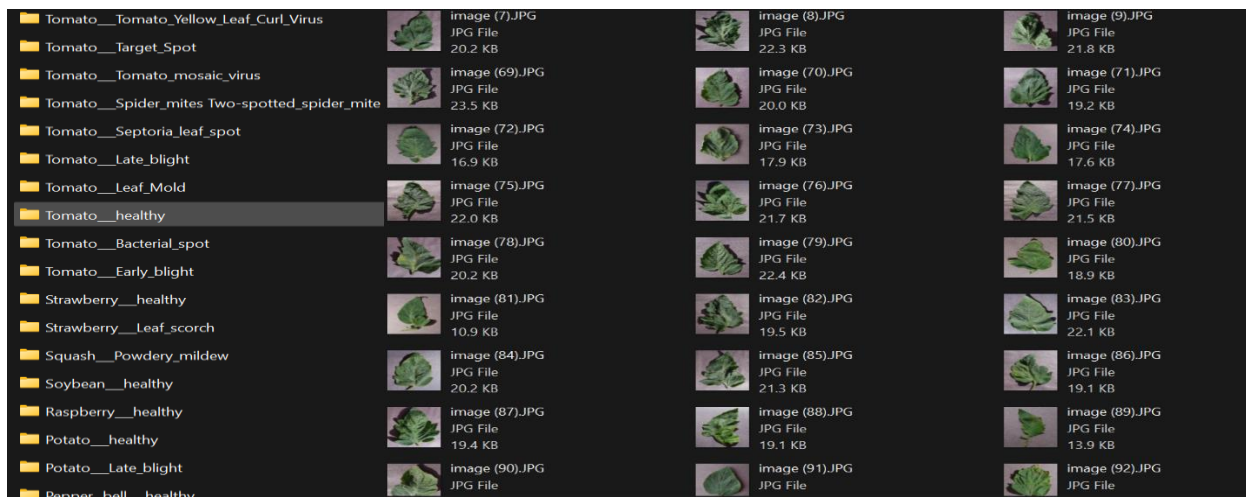 Tomato___Tomato_Yellow_Leaf_Curl_Virus
Tomato___Target_Spot
Tomato___Tomato_mosaic_virus
Tomato___Spider_mites Two-spotted_spider_mite
Tomato___Septoria_leaf_spot
Tomato___Late_blight
Tomato___Leaf_Mold
Tomato___healthy
Tomato___Bacterial_spot
Tomato___Early_blight
Strawberry___healthy
Strawberry___Leaf_scorch
Squash___Powdery_mildew
Soybean___healthy
Raspberry___healthy
Potato___healthy
Potato___Late_blight
Pepper,_bell___healthy
image (7).JPG
JPG File
20.2 KB
image (8).JPG
JPG File
22.3 KB
image (9).JPG
JPG File
21.8 KB
image (69).JPG
JPG File
23.5 KB
image (70).JPG
JPG File
20.0 KB
image (71).JPG
JPG File
19.2 KB
image (72).JPG
JPG File
16.9 KB
image (73).JPG
JPG File
17.9 KB
image (74).JPG
JPG File
17.6 KB
image (75).JPG
JPG File
22.0 KB
image (76).JPG
JPG File
21.7 KB
image (77).JPG
JPG File
21.5 KB
image (78).JPG
JPG File
20.2 KB
image (79).JPG
JPG File
22.4 KB
image (80).JPG
JPG File
18.9 KB
image (81).JPG
JPG File
10.9 KB
image (82).JPG
JPG File
19.5 KB
image (83).JPG
JPG File
22.1 KB
image (84).JPG
JPG File
20.2 KB
image (85).JPG
JPG File
21.3 KB
image (86).JPG
JPG File
19.1 KB
image (87).JPG
JPG File
19.4 KB
image (88).JPG
JPG File
19.1 KB
image (89).JPG
JPG File
13.9 KB
image (90).JPG
JPG File
image (91).JPG
JPG File
image (92).JPG
JPG File